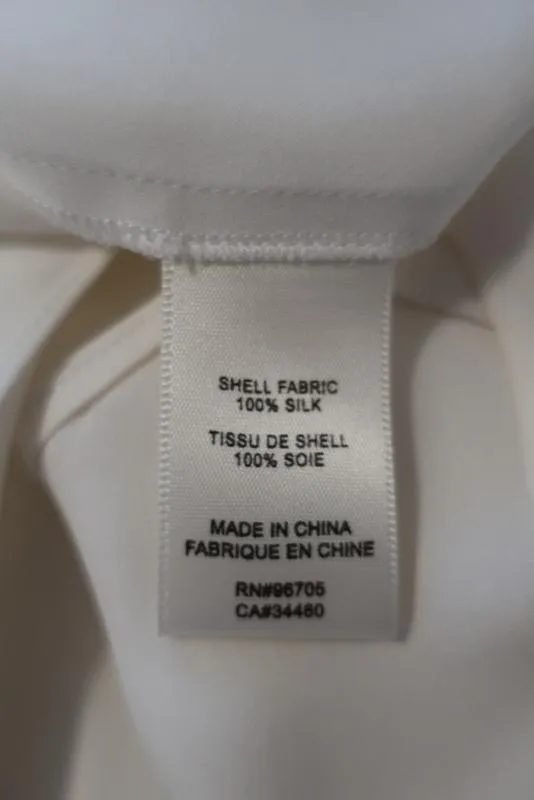 SHELL FABRIC
100% SILK
TISSU DE SHELL
100% SOIE
MADE IN CHINA
FABRIQUE EN CHINE
RN#96705
CA#34460